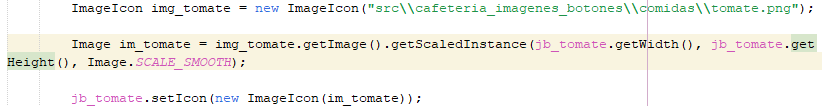 ImageIcon img_tomate = new ImageIcon("src\\cafeteria_imagenes_botones\\comidas\\tomate.png");
Image im_tomate = img_tomate.getImage().getScaledInstance(jb_tomate.getWidth(), jb_tomate.get
Height(), Image.SCALE_SMOOTH);
jb_tomate.setIcon(new ImageIcon(im_tomate));